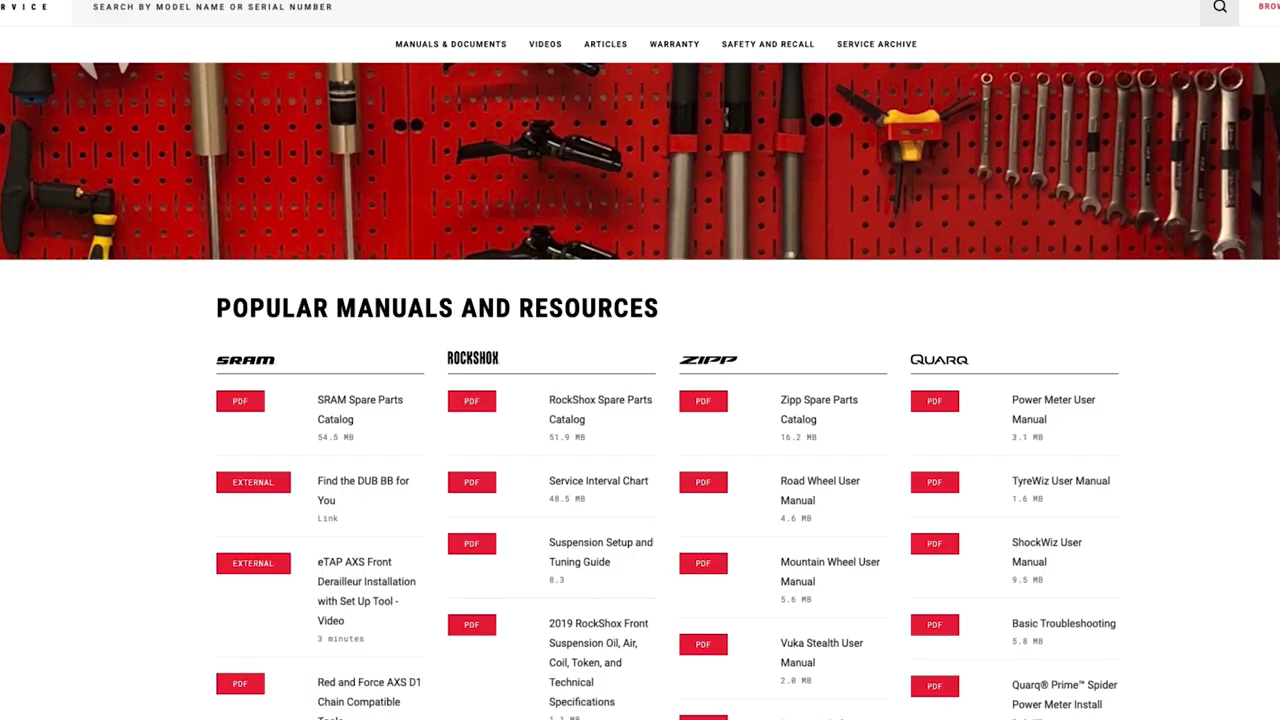 RVICE
SEARCH BY MODEL NAME OR SERIAL NUMBER
BROW
MANUALS & DOCUMENTS
VIDEOS
ARTICLES
WARRANTY
SAFETY AND RECALL
SERVICE ARCHIVE
POPULAR MANUALS AND RESOURCES
SRAM
PDF
SRAM Spare Parts
Catalog
54.5 MB
EXTERNAL
Find the DUB BB for
You
Link
EXTERNAL
eTAP AXS Front
Derailleur Installation
with Set Up Tool -
Video
3 minutes
PDF
Red and Force AXS D1
Chain Compatible
ROCKSHOX
PDF
RockShox Spare Parts
Catalog
51.9 MB
PDF
Service Interval Chart
48.5 MB
PDF
Suspension Setup and
Tuning Guide
8.3
PDF
2019 RockShox Front
Suspension Oil, Air,
Coil, Token, and
Technical
Specifications
ZIPP
PDF
Zipp Spare Parts
Catalog
16.2 MB
PDF
Road Wheel User
Manual
4.6 MB
PDF
Mountain Wheel User
Manual
5.6 MB
PDF
Vuka Stealth User
Manual
2.0 MB
QUARQ
PDF
Power Meter User
Manual
3.1 MB
PDF
TyreWiz User Manual
1.6 MB
PDF
ShockWiz User
Manual
9.5 MB
PDF
Basic Troubleshooting
5.8 MB
PDF
Quarq® Prime™ Spider
Power Meter Install